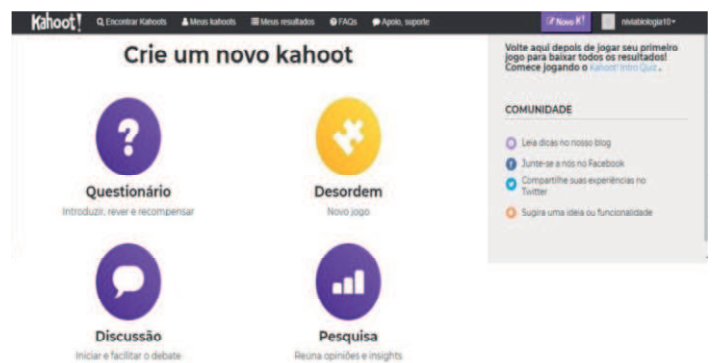 Kahoot! Encontrar Kahoots Meus kahoots Meus resultados FAQs Apoio, suporte Novo K! niviabiologia10
Crie um novo kahoot
Questionário
Introduzir, rever e recompensar
Desordem
Novo jogo
Discussão
Iniciar e facilitar o debate
Pesquisa
Reuna opiniões e insights
Volte aqui depois de jogar seu primeiro
jogo para baixar todos os resultados!
Comece jogando o Kahoot! Intro Quiz .
COMUNIDADE
Leia dicas no nosso blog
Junte-se a nos no Facebook
Compartilhe suas experiências no
Twitter
Sugira uma ideia ou funcionalidade